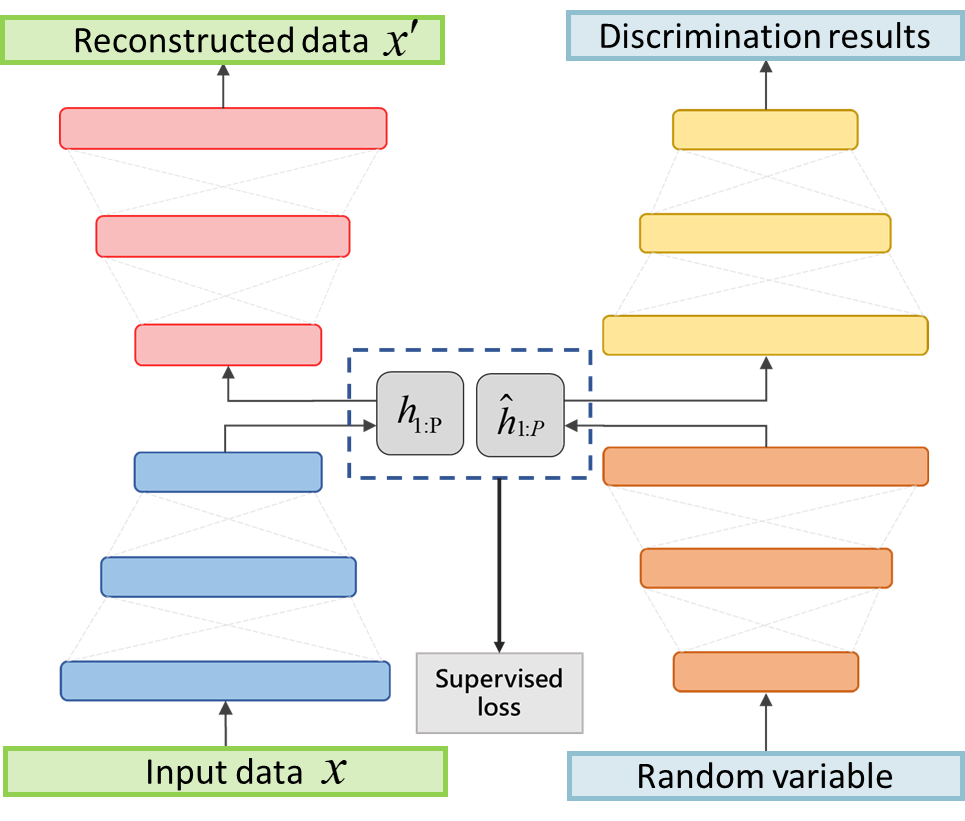 Reconstructed data x′
Discrimination results
h1:P
ĥ1:P
Supervised
loss
Input data x
Random variable